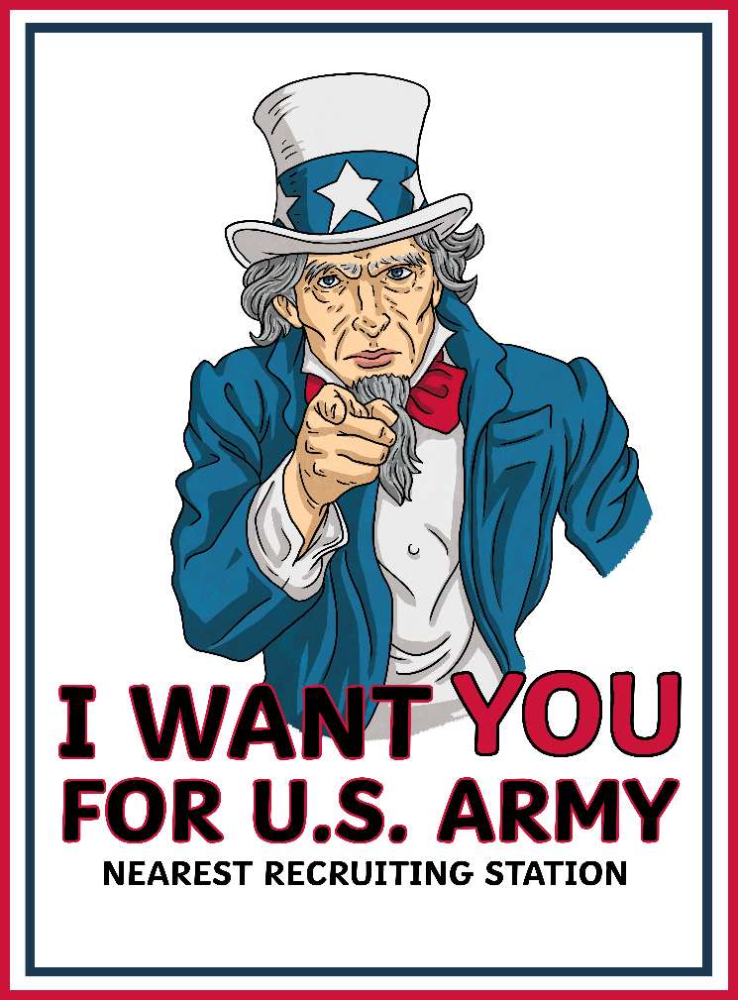 I WANT YOU
FOR U.S. ARMY
NEAREST RECRUITING STATION